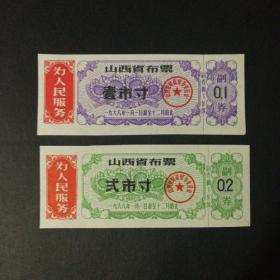 为人民服务
山西省布票
壹市寸
一九六八年一月一日起至十二月底止
副券
0.1
为人民服务
山西省布票
弍市寸
一九六八年一月一日起至十二月底止
副券
0.2